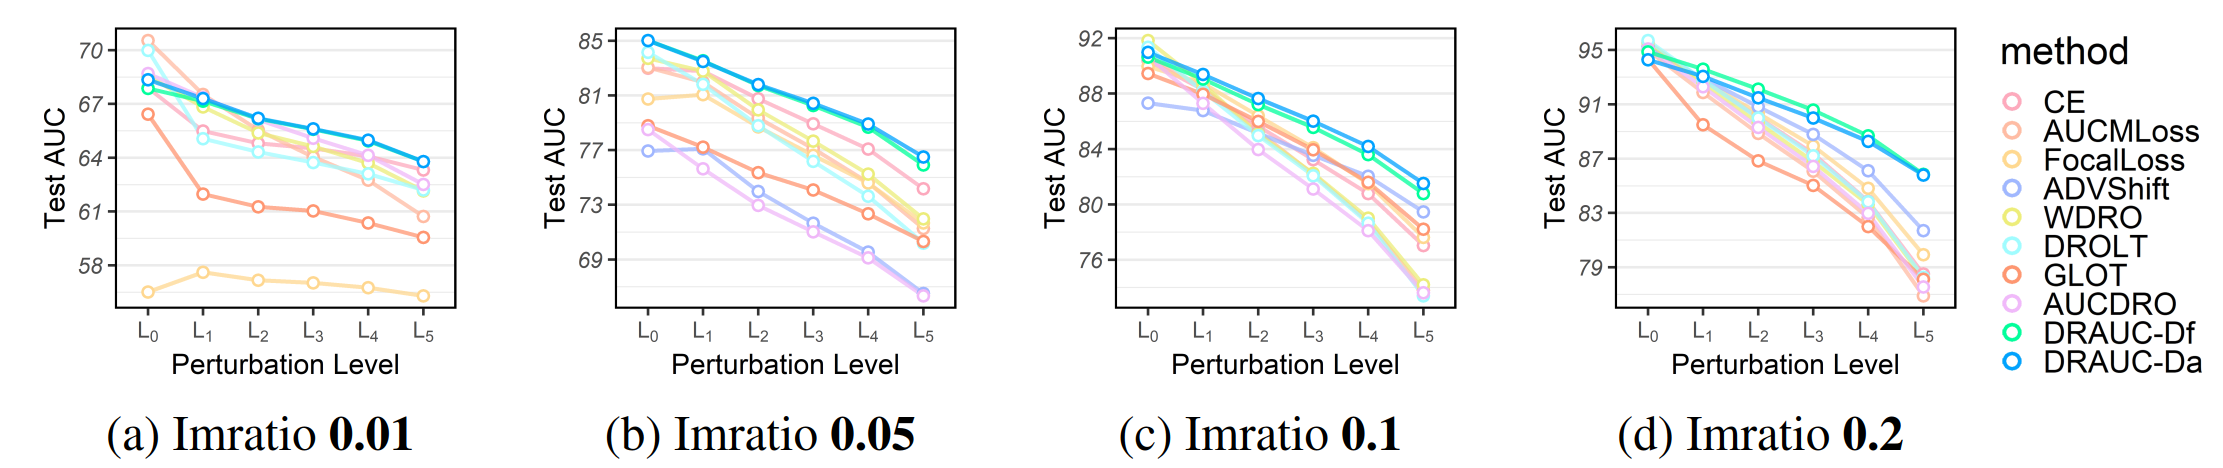 70
67
64
61
58
Test AUC
L0 L1 L2 L3 L4 L5
Perturbation Level
(a) Imratio 0.01
85
81
77
73
69
Test AUC
L0 L1 L2 L3 L4 L5
Perturbation Level
(b) Imratio 0.05
92
88
84
80
76
Test AUC
L0 L1 L2 L3 L4 L5
Perturbation Level
(c) Imratio 0.1
95
91
87
83
79
Test AUC
L0 L1 L2 L3 L4 L5
Perturbation Level
(d) Imratio 0.2
method
CE
AUCMLoss
FocalLoss
ADVShift
WDRO
DROLT
GLOT
AUCDRO
DRAUC-Df
DRAUC-Da